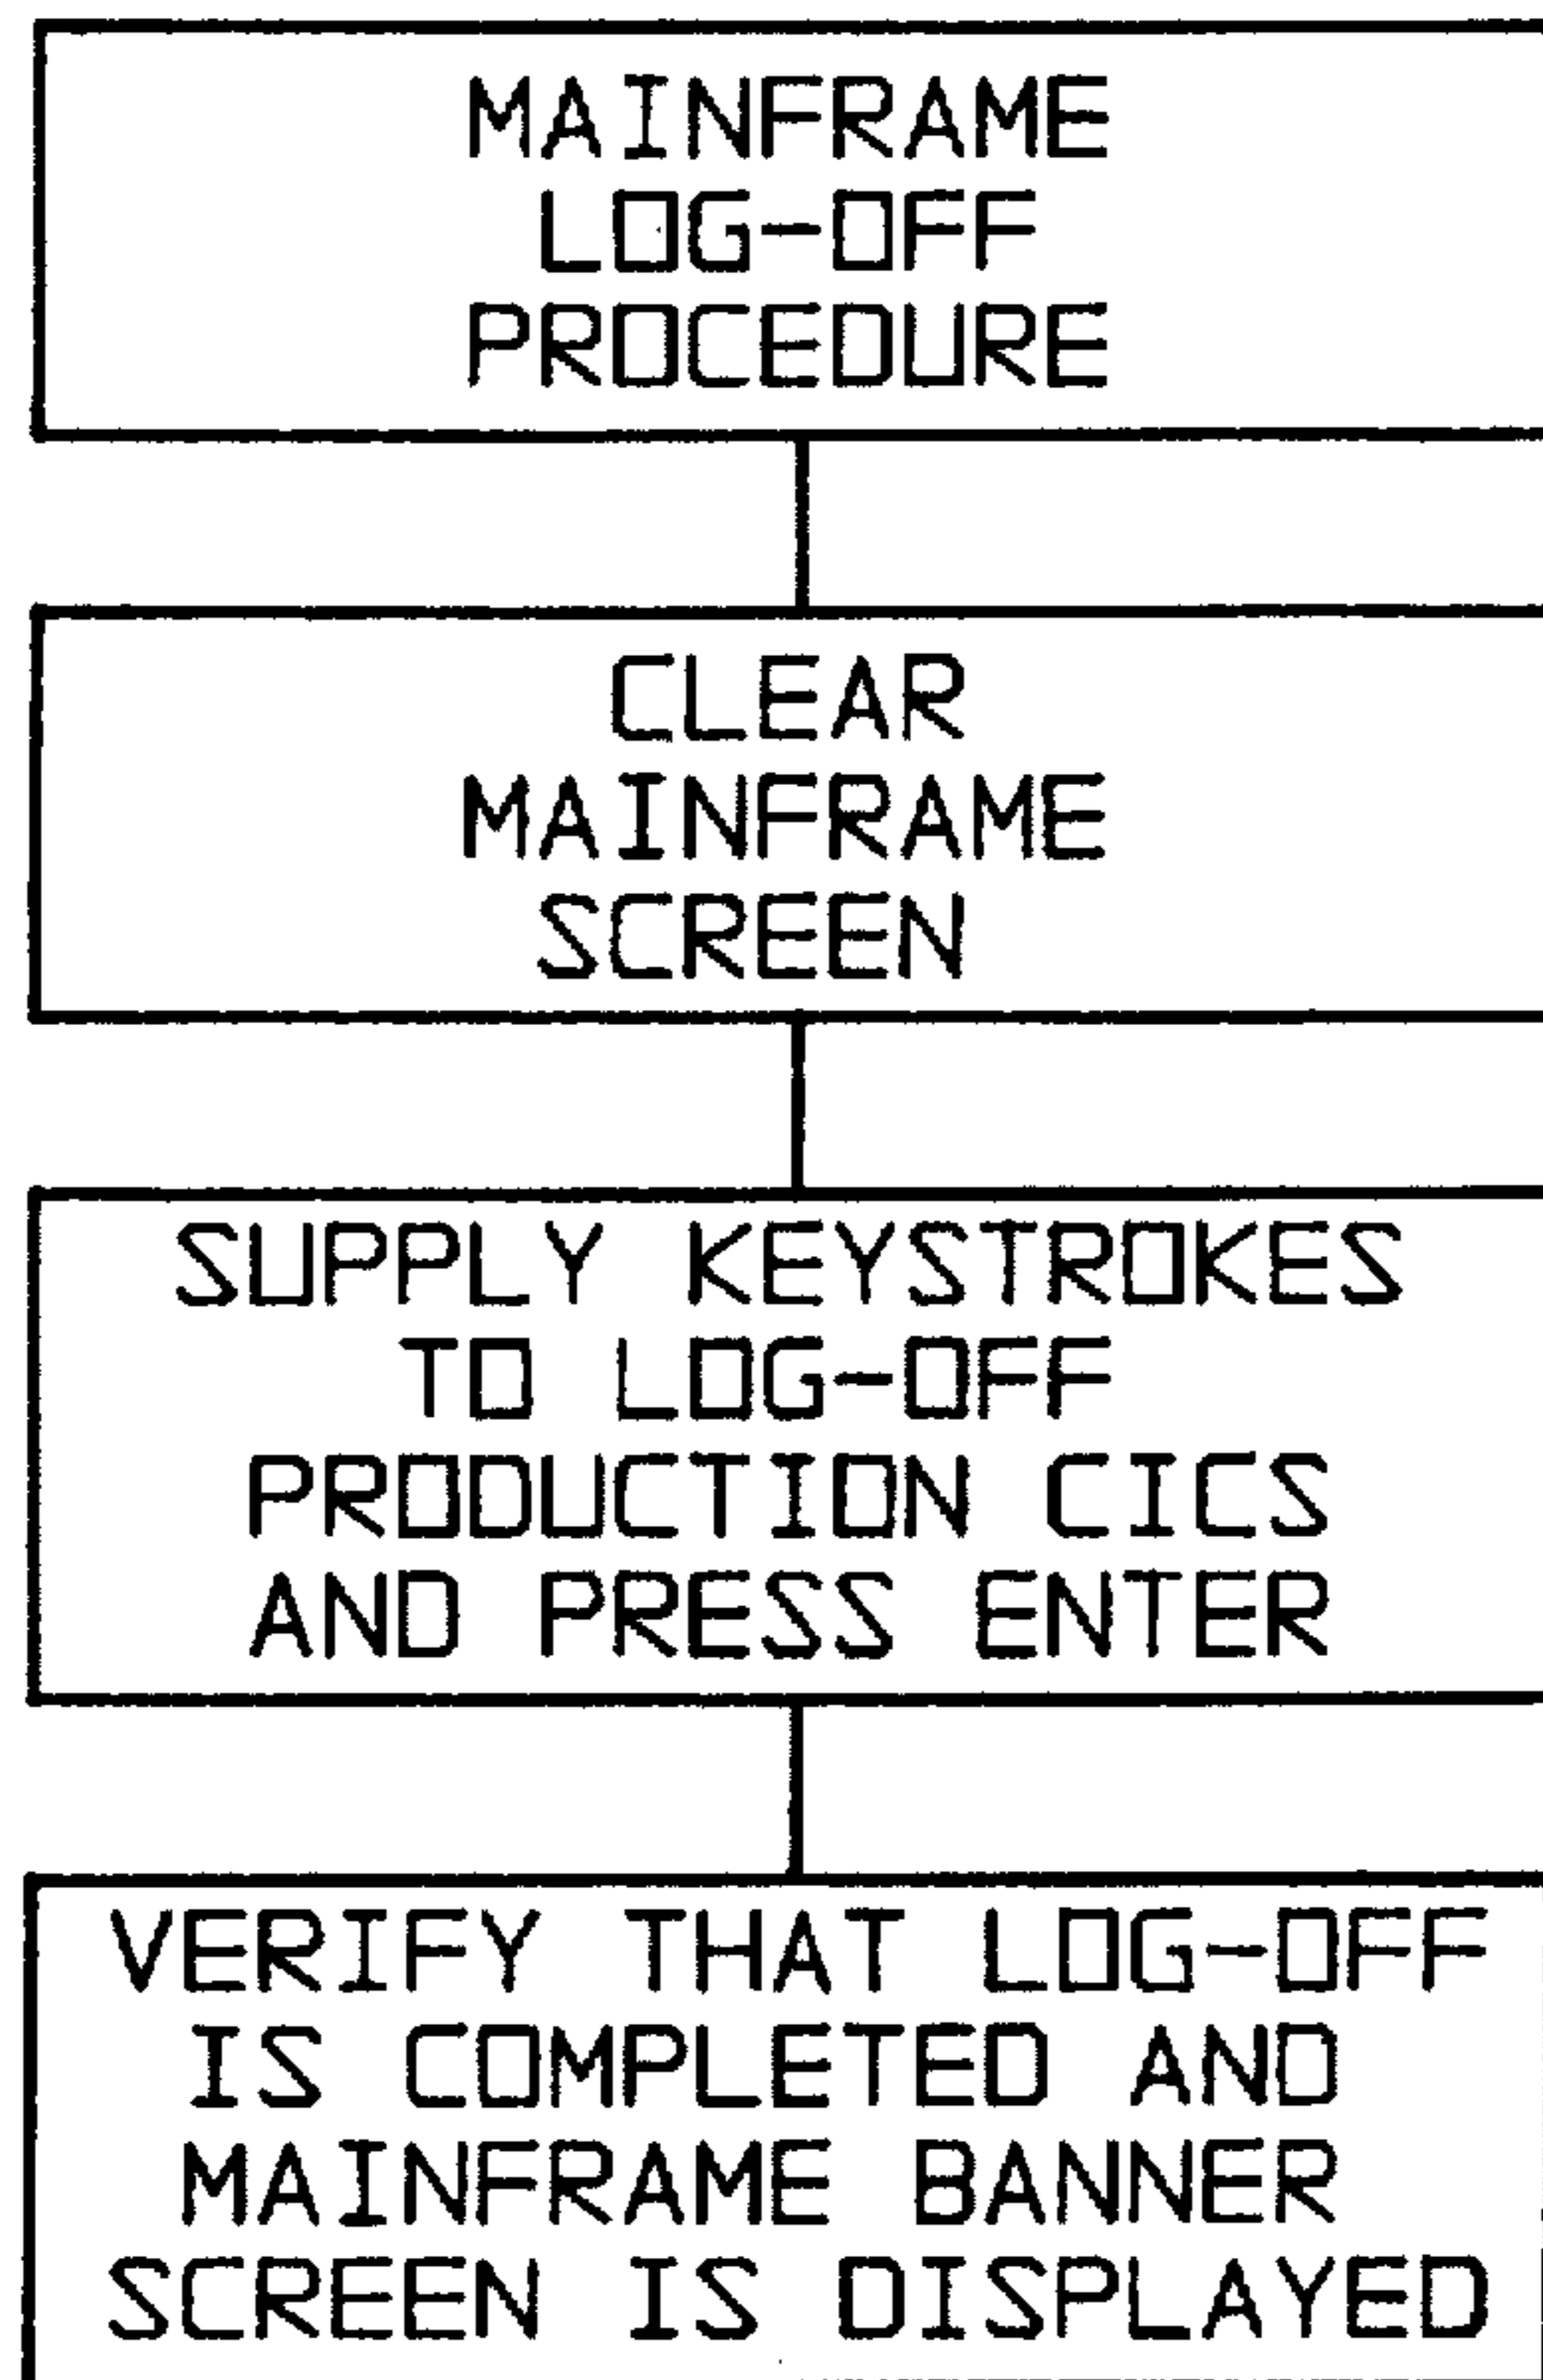 MAINFRAME
LOG-OFF
PROCEDURE
CLEAR
MAINFRAME
SCREEN
SUPPLY KEYSTROKES
TO LOG-OFF
PRODUCTION CICS
AND PRESS ENTER
VERIFY THAT LOG-OFF
IS COMPLETED AND
MAINFRAME BANNER
SCREEN IS DISPLAYED